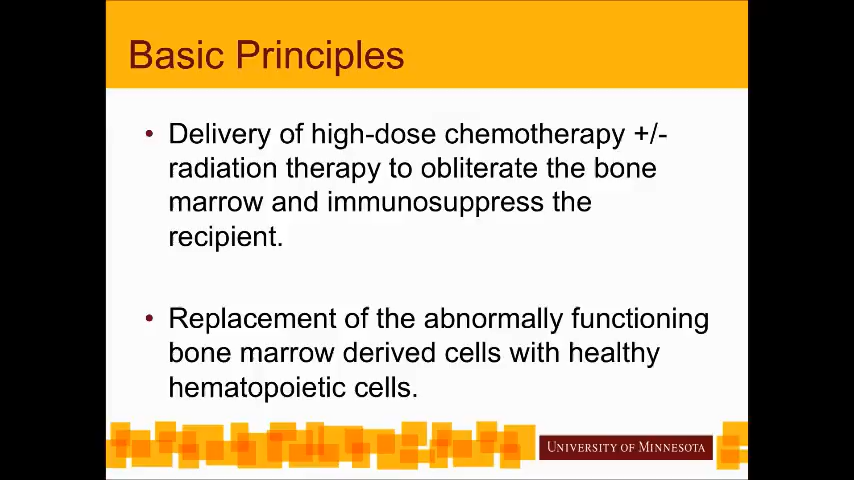 Basic Principles
• Delivery of high-dose chemotherapy +/-
radiation therapy to obliterate the bone
marrow and immunosuppress the
recipient.
• Replacement of the abnormally functioning
bone marrow derived cells with healthy
hematopoietic cells.
UNIVERSITY OF MINNESOTA